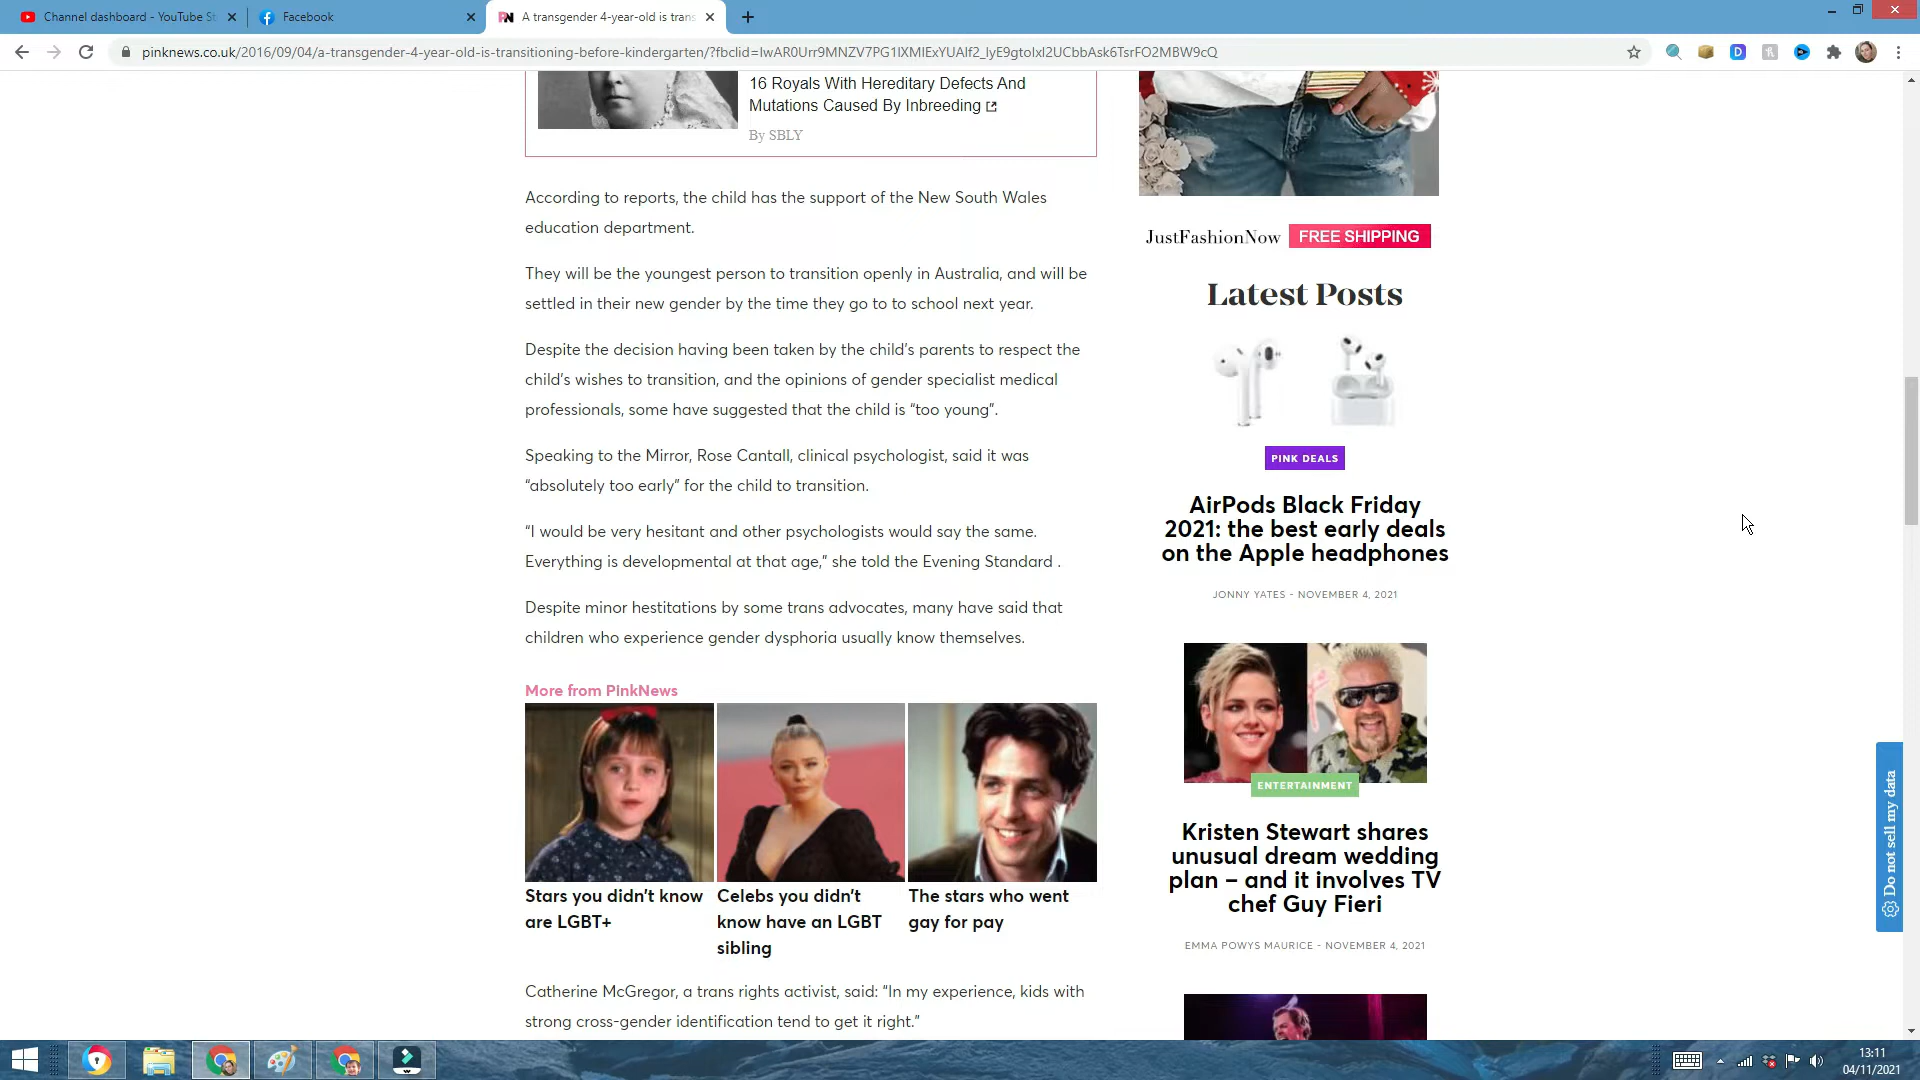 Channel dashboard - YouTube St
Facebook
A transgender 4-year-old is trans
pinknews.co.uk/2016/09/04/a-transgender-4-year-old-is-transitioning-before-kindergarten/?fbclid=
16 Royals With Hereditary Defects And
Mutations Caused By Inbreeding
By SBLY
According to reports, the child has the support of the New South Wales
education department.
They will be the youngest person to transition openly in Australia, and will be
settled in their new gender by the time they go to to school next year.
Despite the decision having been taken by the child's parents to respect the
child's wishes to transition, and the opinions of gender specialist medical
professionals, some have suggested that the child is “too young”.
Speaking to the Mirror, Rose Cantall, clinical psychologist, said it was
“absolutely too early” for the child to transition.
“I would be very hesitant and other psychologists would say the same.
Everything is developmental at that age,” she told the Evening Standard .
Despite minor hestitations by some trans advocates, many have said that
children who experience gender dysphoria usually know themselves.
More from PinkNews
Stars you didn't know
are LGBT+
Celebs you didn't
know have an LGBT
sibling
The stars who went
gay for pay
Catherine McGregor, a trans rights activist, said: “In my experience, kids with
strong cross-gender identification tend to get it right.”
JustFashionNow
FREE SHIPPING
Latest Posts
PINK DEALS
AirPods Black Friday
2021: the best early deals
on the Apple headphones
JONNY YATES - NOVEMBER 4, 2021
ENTERTAINMENT
Kristen Stewart shares
unusual dream wedding
plan – and it involves TV
chef Guy Fieri
EMMA POWYS MAURICE - NOVEMBER 4, 2021
Do not sell my data
13:11
04/11/2021